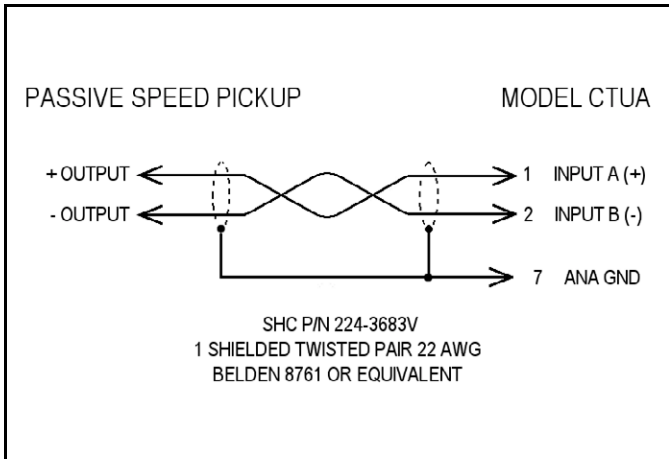 PASSIVE SPEED PICKUP MODEL CTUA
+ OUTPUT 1 INPUT A (+)
- OUTPUT 2 INPUT B (-)
7 ANA GND
SHC P/N 224-3683V
1 SHIELDED TWISTED PAIR 22 AWG
BELDEN 8761 OR EQUIVALENT